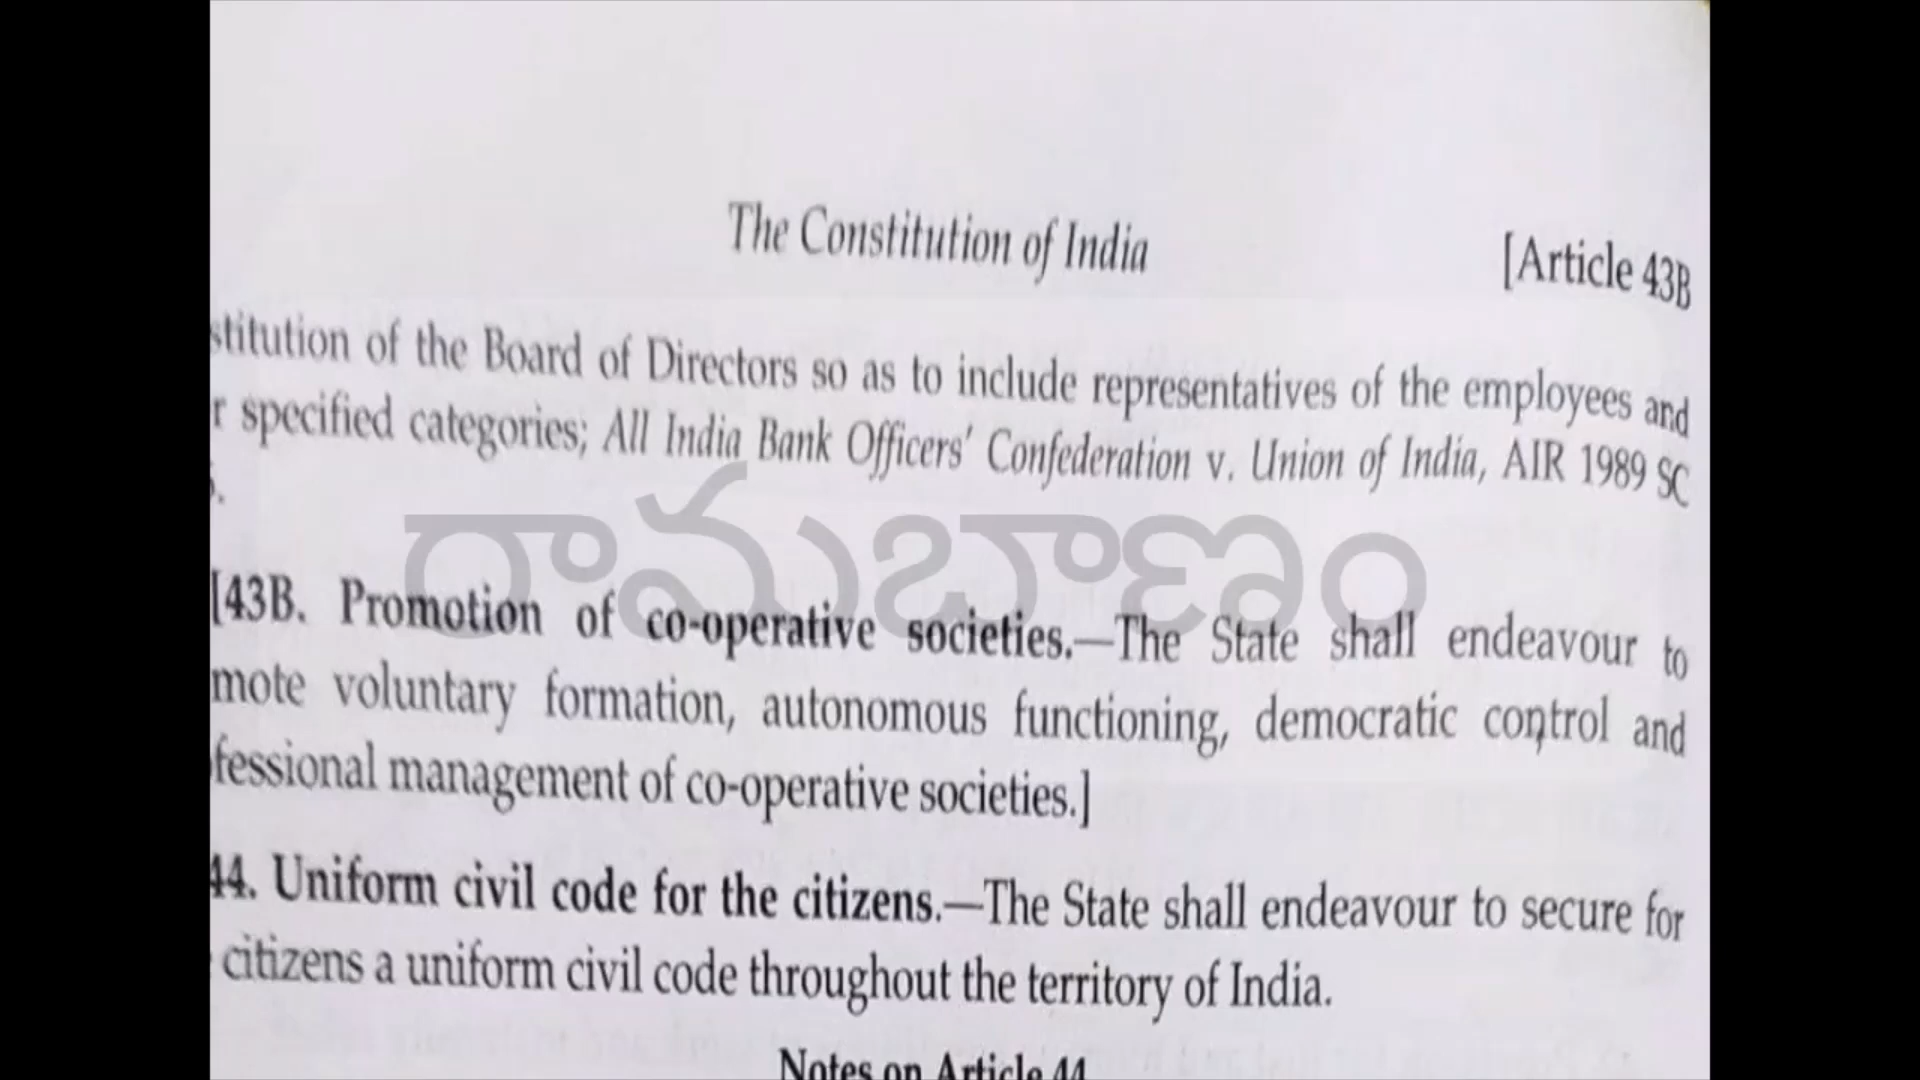 The Constitution of India [Article 43B
stitution of the Board of Directors so as to include representatives of the employees and
r specified categories; All India Bank Officers' Confederation v. Union of India, AIR 1989 SC
రామబాణం
[43B. Promotion of co-operative societies.—The State shall endeavour to
mote voluntary formation, autonomous functioning, democratic control and
fessional management of co-operative societies.]
44. Uniform civil code for the citizens.—The State shall endeavour to secure for
citizens a uniform civil code throughout the territory of India.
Notes on Article 44